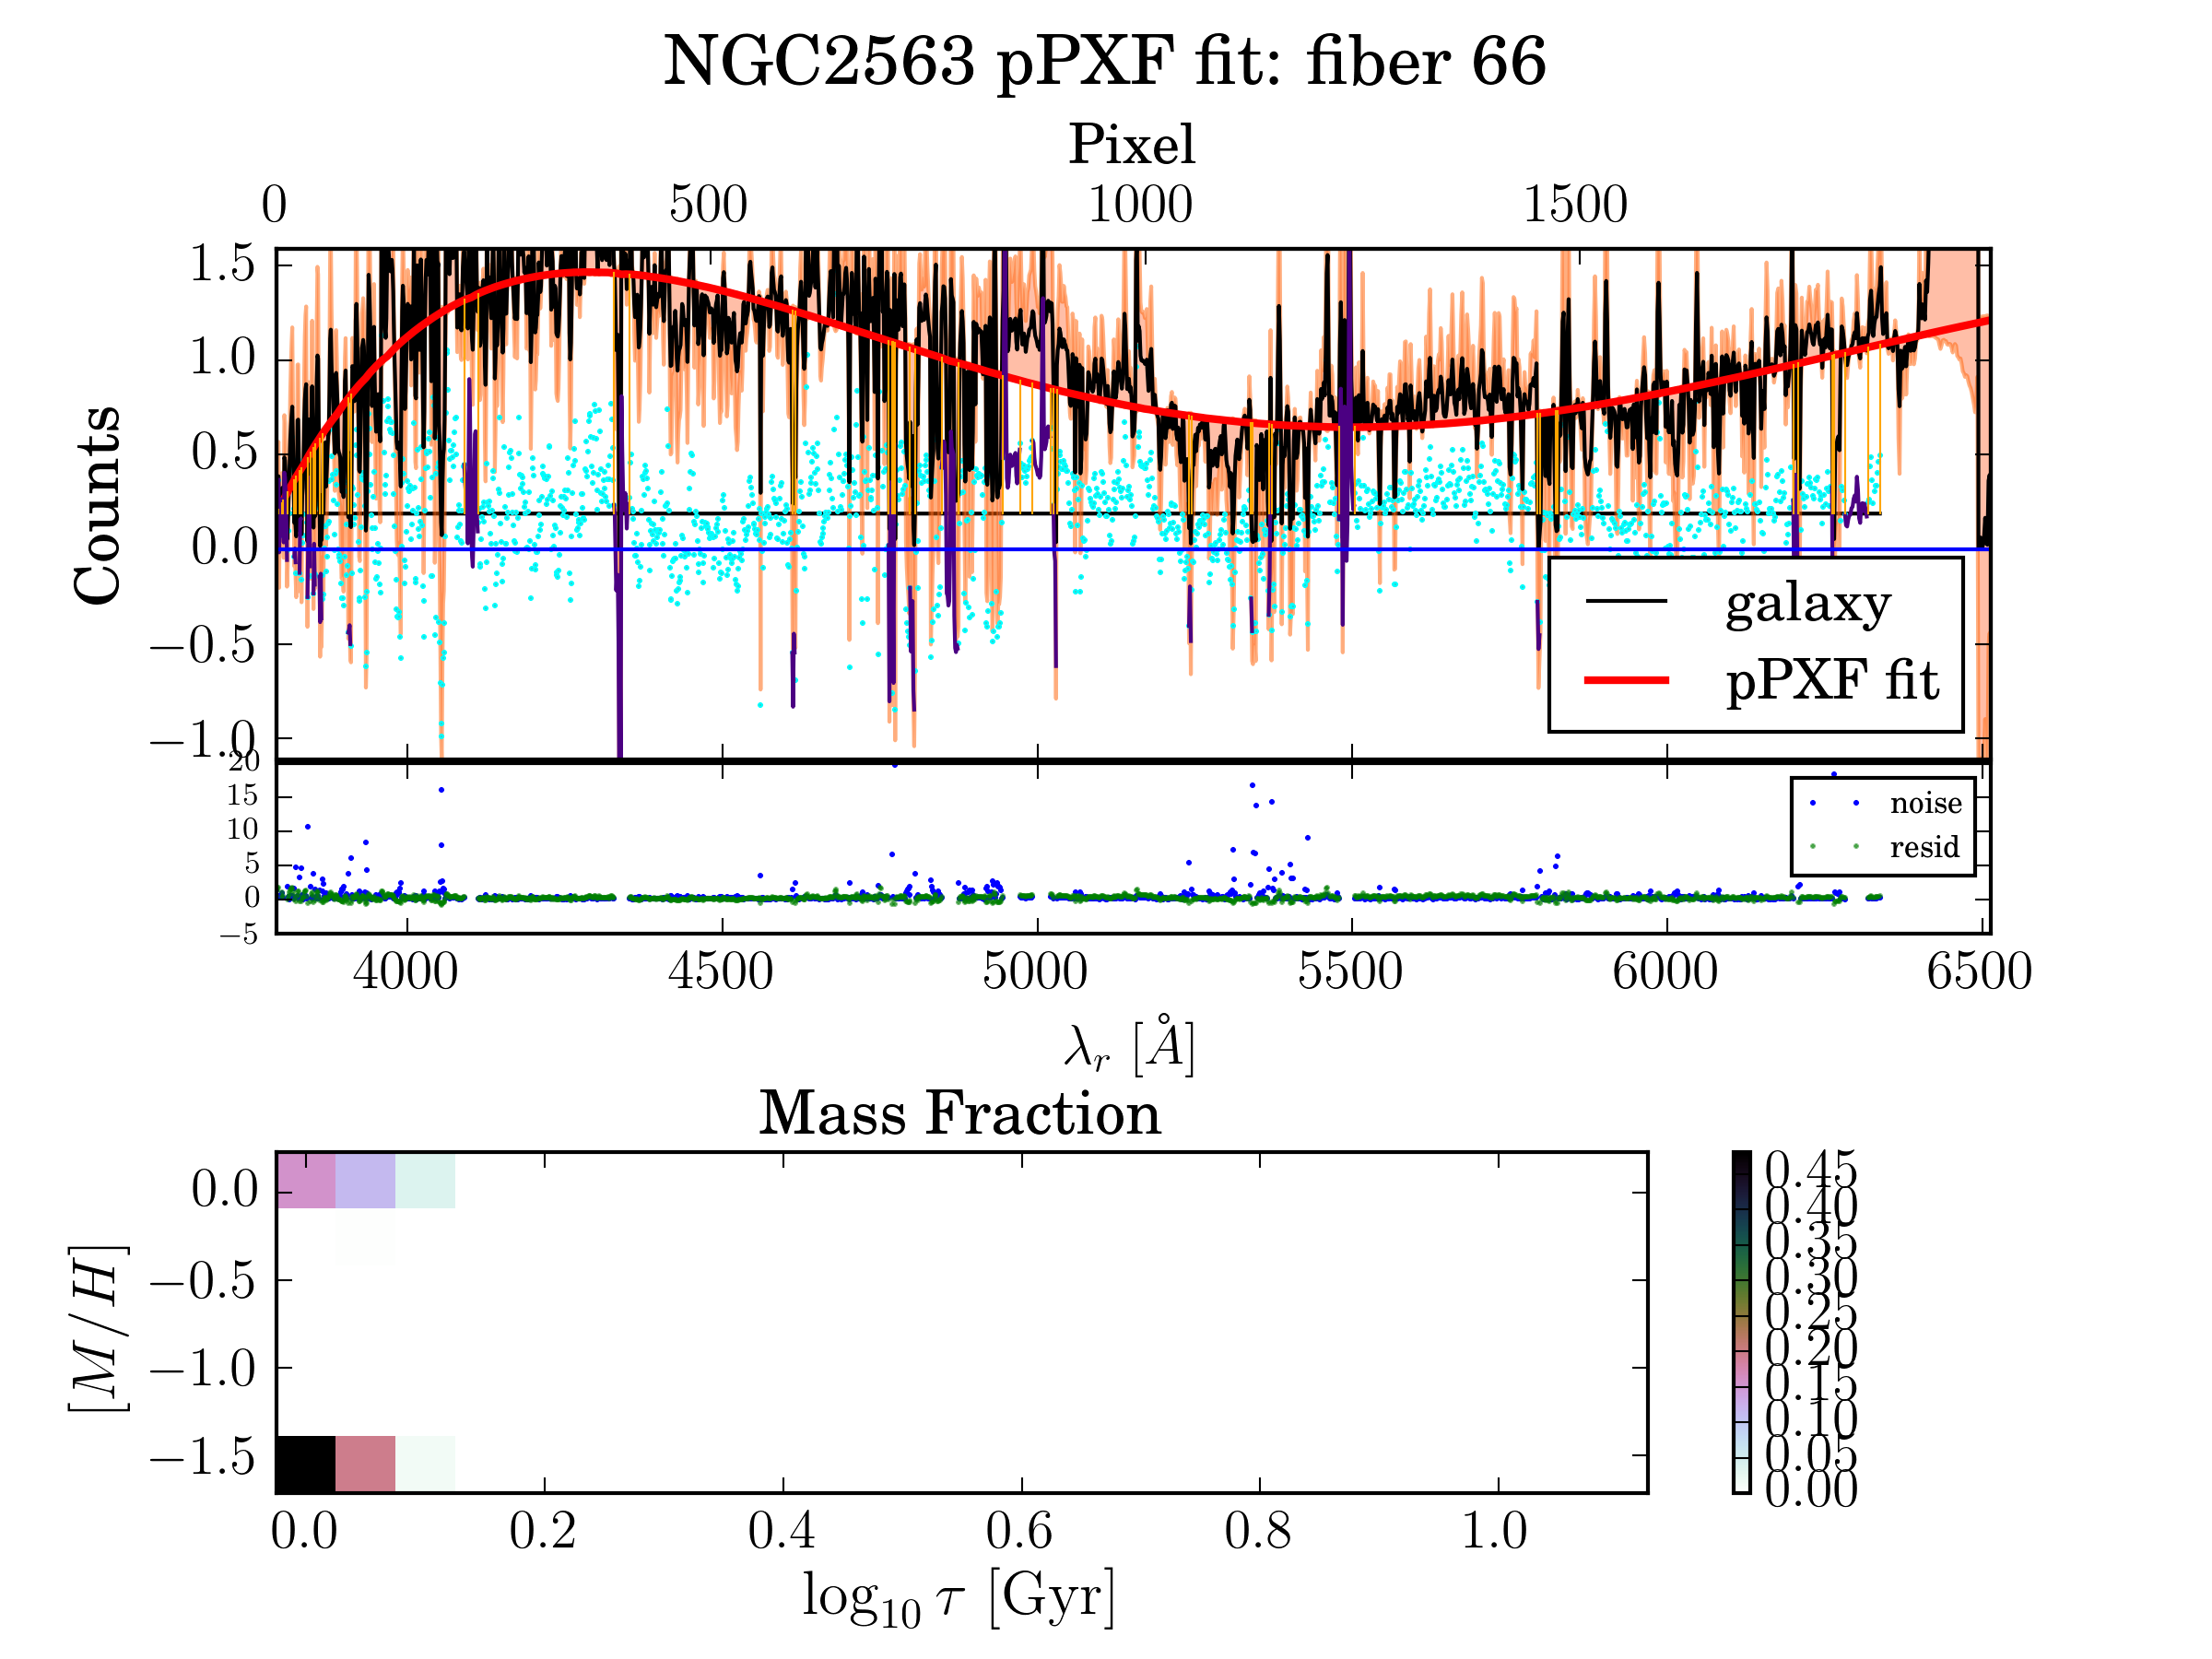 NGC2563 pPXF fit: fiber 66
Pixel
0 500 1000 1500
Counts
1.5
1.0
0.5
0.0
−0.5
−1.0
galaxy
pPXF fit
20
15
10
5
0
−5
noise
resid
4000 4500 5000 5500 6000 6500
λr [Å]
Mass Fraction
[M/H]
0.0
−0.5
−1.0
−1.5
0.0 0.2 0.4 0.6 0.8 1.0
log10 τ [Gyr]
0.45
0.40
0.35
0.30
0.25
0.20
0.15
0.10
0.05
0.00